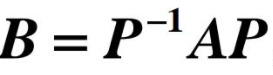 B = P⁻¹AP